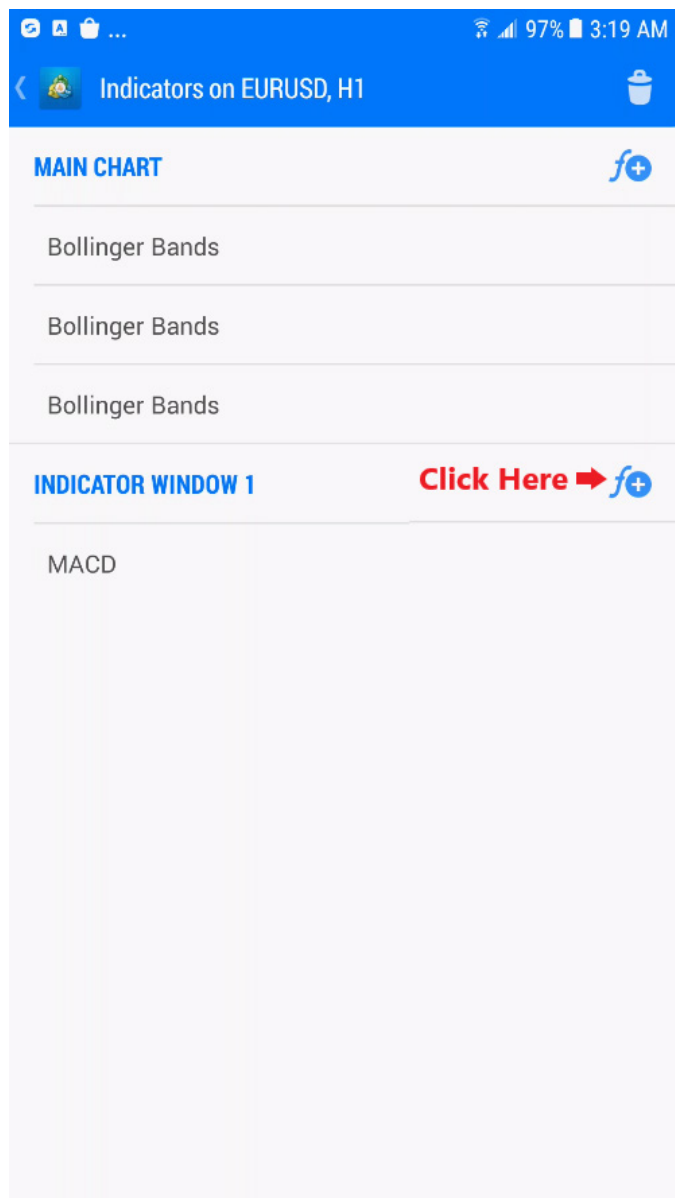 ... 97% 3:19 AM
Indicators on EURUSD, H1
MAIN CHART
Bollinger Bands
Bollinger Bands
Bollinger Bands
INDICATOR WINDOW 1 Click Here
MACD